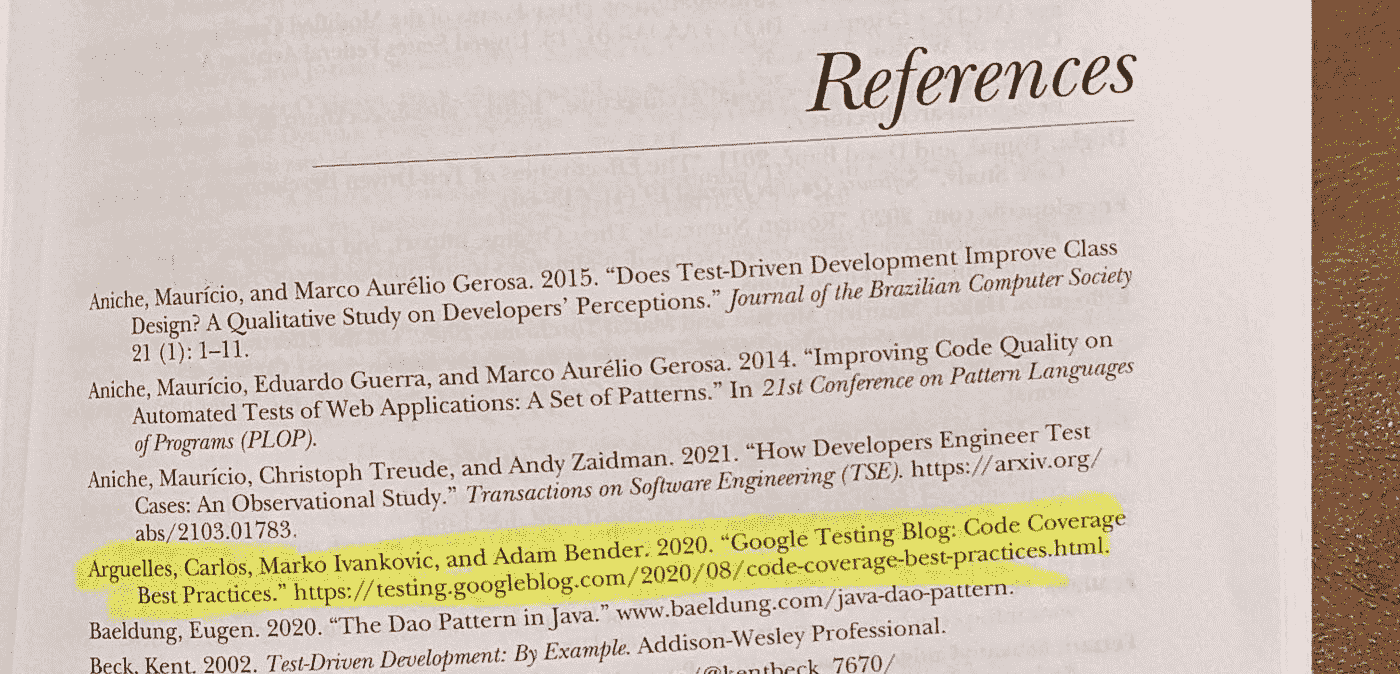 References
Aniche, Maurício, and Marco Aurélio Gerosa. 2015. “Does Test-Driven Development Improve Class
Design? A Qualitative Study on Developers’ Perceptions.” Journal of the Brazilian Computer Society
21 (1): 1–11.
Aniche, Maurício, Eduardo Guerra, and Marco Aurélio Gerosa. 2014. “Improving Code Quality on
Automated Tests of Web Applications: A Set of Patterns.” In 21st Conference on Pattern Languages
of Programs (PLOP).
Aniche, Maurício, Christoph Treude, and Andy Zaidman. 2021. “How Developers Engineer Test
Cases: An Observational Study.” Transactions on Software Engineering (TSE). https://arxiv.org/
abs/2103.01783.
Arguelles, Carlos, Marko Ivankovic, and Adam Bender. 2020. “Google Testing Blog: Code Coverage
Best Practices.” https://testing.googleblog.com/2020/08/code-coverage-best-practices.html.
Baeldung, Eugen. 2020. “The Dao Pattern in Java.” www.baeldung.com/java-dao-pattern.
Beck, Kent. 2002. Test-Driven Development: By Example. Addison-Wesley Professional.
@kentbeck_7670/